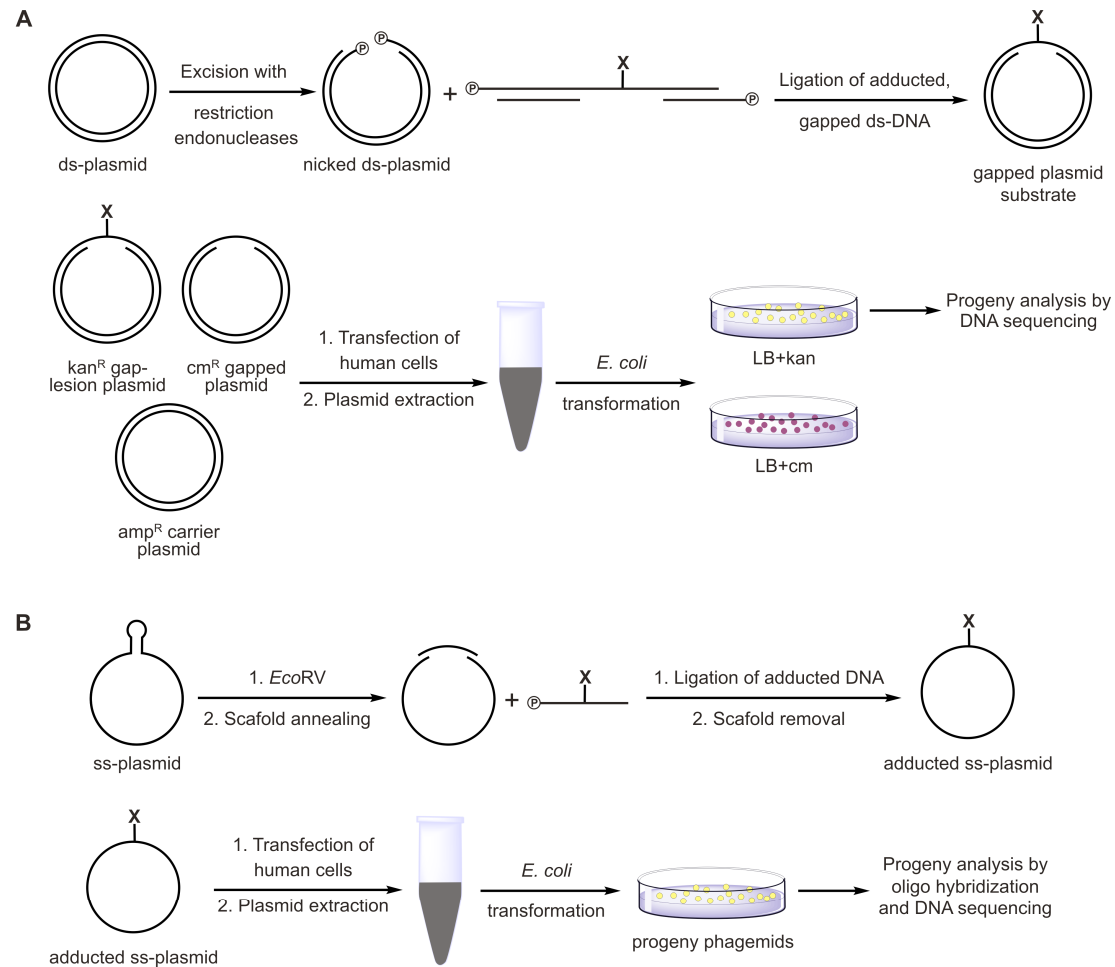 A
X
P
P
Excision with
restriction
endonucleases
X
P
+
P
Ligation of adducted,
gapped ds-DNA
ds-plasmid
nicked ds-plasmid
gapped plasmid
substrate
X
kanR gap-
lesion plasmid
cmR gapped
plasmid
ampR carrier
plasmid
1. Transfection of
human cells
2. Plasmid extraction
E. coli
transformation
LB+kan
LB+cm
Progeny analysis by
DNA sequencing
B
X
1. EcoRV
2. Scafold annealing
+
X
P
1. Ligation of adducted DNA
2. Scafold removal
ss-plasmid
adducted ss-plasmid
X
1. Transfection of
human cells
2. Plasmid extraction
E. coli
transformation
Progeny analysis by
oligo hybridization
and DNA sequencing
adducted ss-plasmid
progeny phagemids